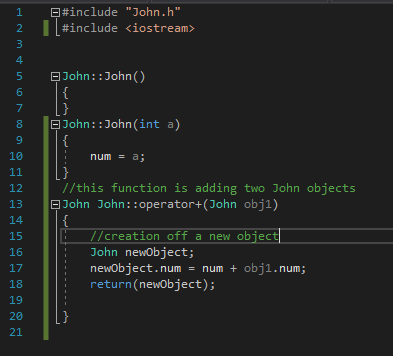 1 #include "John.h"
2 #include <iostream>
3
4
5 John::John()
6 {
7 }
8 John::John(int a)
9 {
10 num = a;
11 }
12 //this function is adding two John objects
13 John John::operator+(John obj1)
14 {
15 //creation off a new object
16 John newObject;
17 newObject.num = num + obj1.num;
18 return(newObject);
19
20 }
21